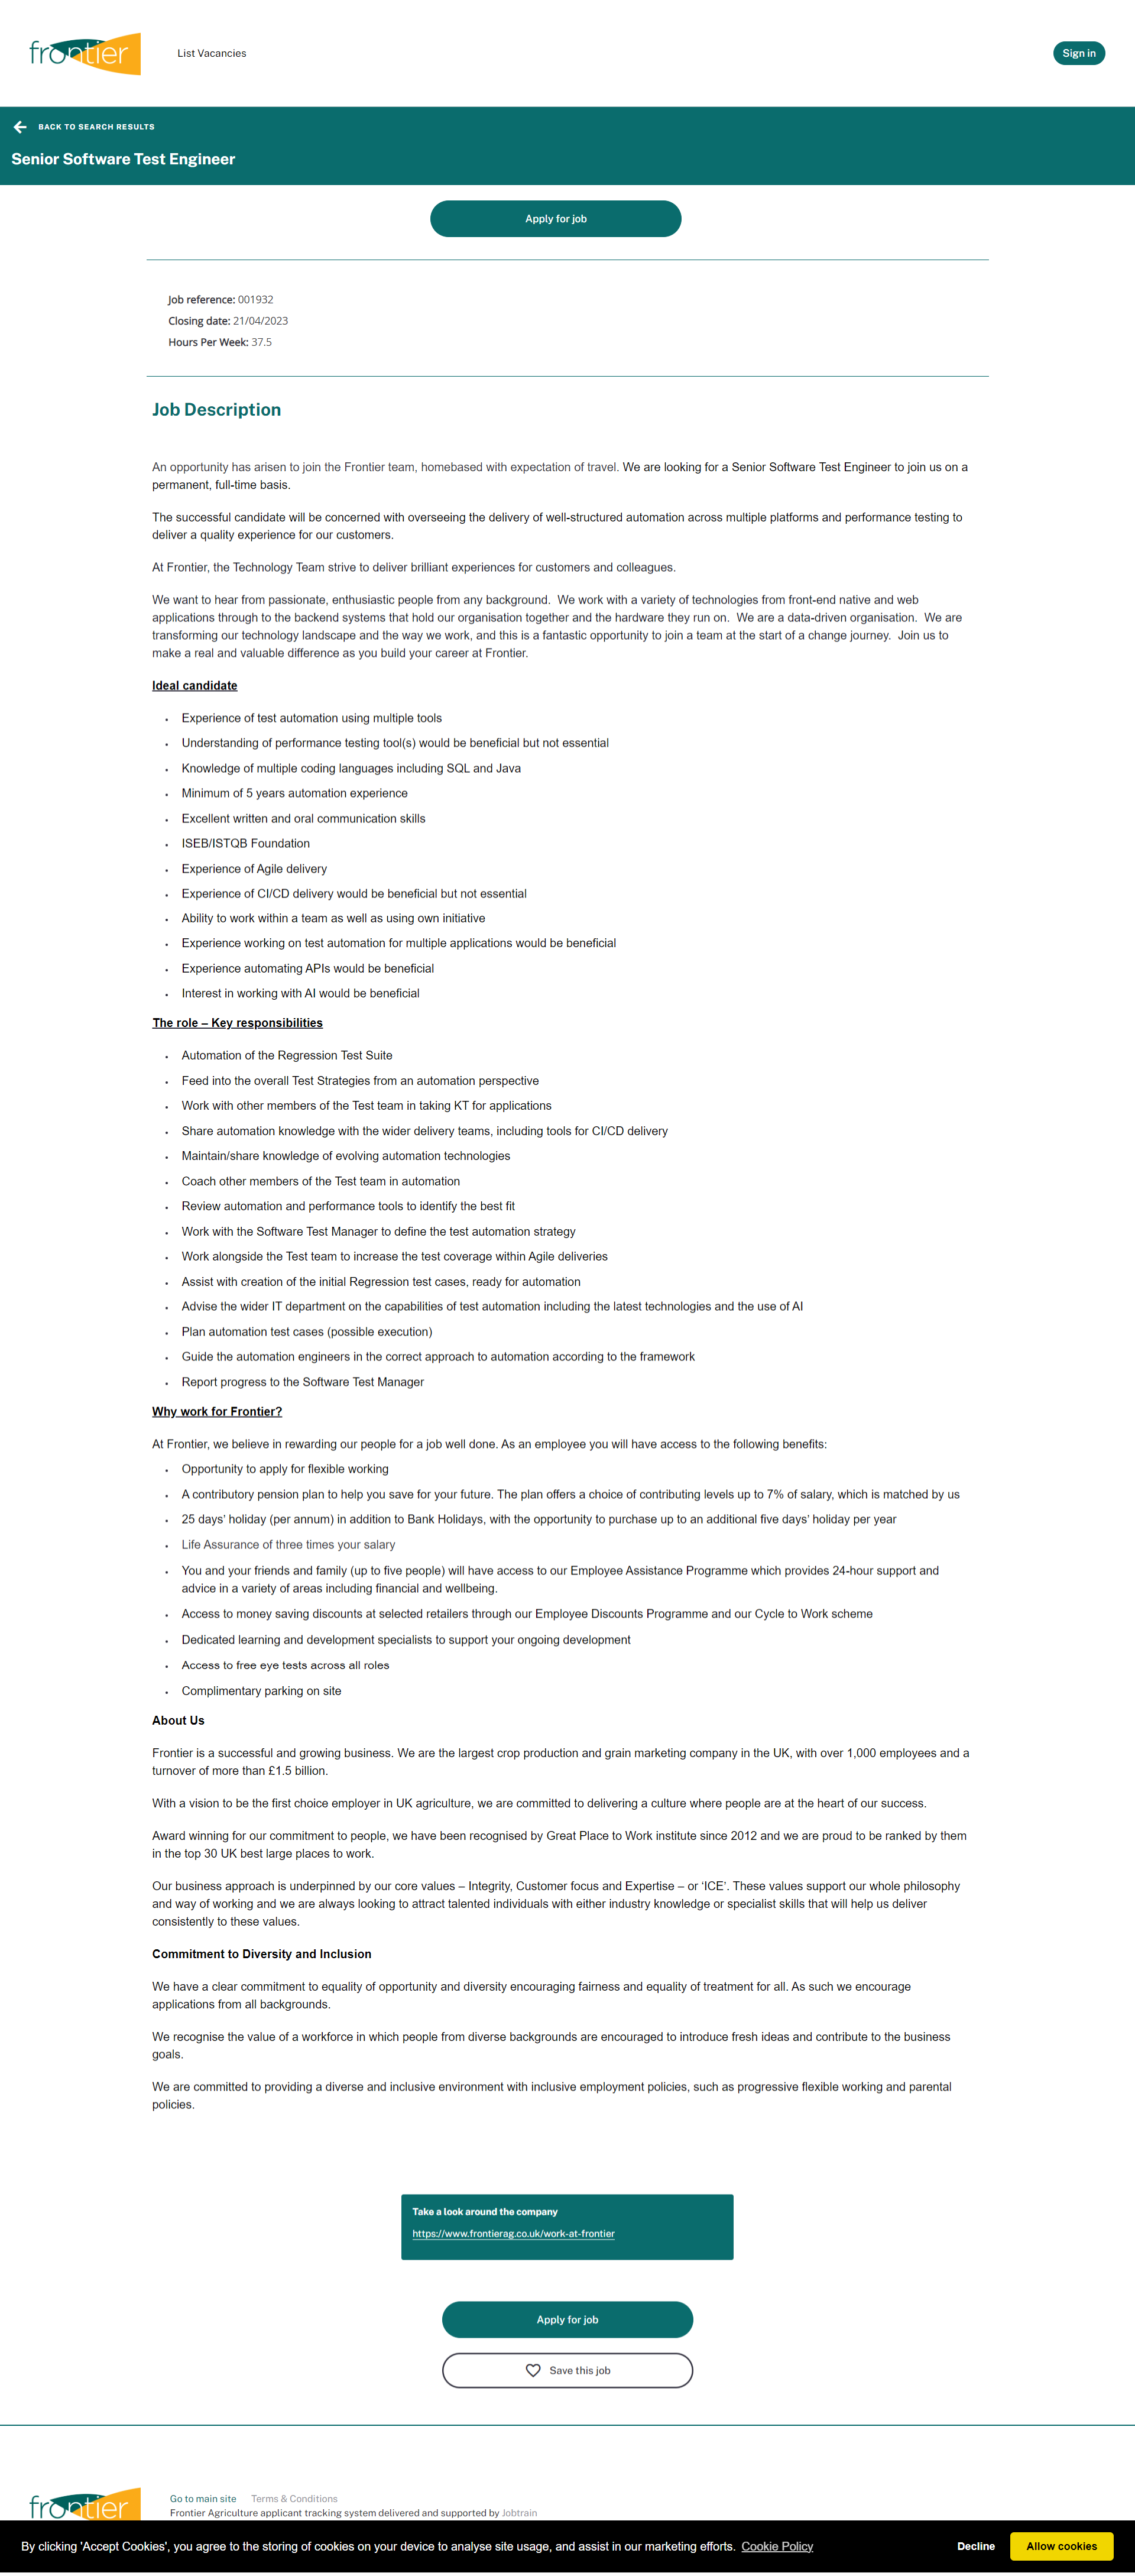 frontier
List Vacancies
Sign in
BACK TO SEARCH RESULTS
Senior Software Test Engineer
Apply for job
Job reference: 001932
Closing date: 21/04/2023
Hours Per Week: 37.5
Job Description
An opportunity has arisen to join the Frontier team, homebased with expectation of travel. We are looking for a Senior Software Test Engineer to join us on a
permanent, full-time basis.
The successful candidate will be concerned with overseeing the delivery of well-structured automation across multiple platforms and performance testing to
deliver a quality experience for our customers.
At Frontier, the Technology Team strive to deliver brilliant experiences for customers and colleagues.
We want to hear from passionate, enthusiastic people from any background.  We work with a variety of technologies from front-end native and web
applications through to the backend systems that hold our organisation together and the hardware they run on.  We are a data-driven organisation.  We are
transforming our technology landscape and the way we work, and this is a fantastic opportunity to join a team at the start of a change journey.  Join us to
make a real and valuable difference as you build your career at Frontier.
Ideal candidate
• Experience of test automation using multiple tools
• Understanding of performance testing tool(s) would be beneficial but not essential
• Knowledge of multiple coding languages including SQL and Java
• Minimum of 5 years automation experience
• Excellent written and oral communication skills
• ISEB/ISTQB Foundation
• Experience of Agile delivery
• Experience of CI/CD delivery would be beneficial but not essential
• Ability to work within a team as well as using own initiative
• Experience working on test automation for multiple applications would be beneficial
• Experience automating APIs would be beneficial
• Interest in working with AI would be beneficial
The role – Key responsibilities
• Automation of the Regression Test Suite
• Feed into the overall Test Strategies from an automation perspective
• Work with other members of the Test team in taking KT for applications
• Share automation knowledge with the wider delivery teams, including tools for CI/CD delivery
• Maintain/share knowledge of evolving automation technologies
• Coach other members of the Test team in automation
• Review automation and performance tools to identify the best fit
• Work with the Software Test Manager to define the test automation strategy
• Work alongside the Test team to increase the test coverage within Agile deliveries
• Assist with creation of the initial Regression test cases, ready for automation
• Advise the wider IT department on the capabilities of test automation including the latest technologies and the use of AI
• Plan automation test cases (possible execution)
• Guide the automation engineers in the correct approach to automation according to the framework
• Report progress to the Software Test Manager
Why work for Frontier?
At Frontier, we believe in rewarding our people for a job well done. As an employee you will have access to the following benefits:
• Opportunity to apply for flexible working
• A contributory pension plan to help you save for your future. The plan offers a choice of contributing levels up to 7% of salary, which is matched by us
• 25 days' holiday (per annum) in addition to Bank Holidays, with the opportunity to purchase up to an additional five days' holiday per year
• Life Assurance of three times your salary
• You and your friends and family (up to five people) will have access to our Employee Assistance Programme which provides 24-hour support and
advice in a variety of areas including financial and wellbeing.
• Access to money saving discounts at selected retailers through our Employee Discounts Programme and our Cycle to Work scheme
• Dedicated learning and development specialists to support your ongoing development
• Access to free eye tests across all roles
• Complimentary parking on site
About Us
Frontier is a successful and growing business. We are the largest crop production and grain marketing company in the UK, with over 1,000 employees and a
turnover of more than £1.5 billion.
With a vision to be the first choice employer in UK agriculture, we are committed to delivering a culture where people are at the heart of our success.
Award winning for our commitment to people, we have been recognised by Great Place to Work institute since 2012 and we are proud to be ranked by them
in the top 30 UK best large places to work.
Our business approach is underpinned by our core values – Integrity, Customer focus and Expertise – or ‘ICE’. These values support our whole philosophy
and way of working and we are always looking to attract talented individuals with either industry knowledge or specialist skills that will help us deliver
consistently to these values.
Commitment to Diversity and Inclusion
We have a clear commitment to equality of opportunity and diversity encouraging fairness and equality of treatment for all. As such we encourage
applications from all backgrounds.
We recognise the value of a workforce in which people from diverse backgrounds are encouraged to introduce fresh ideas and contribute to the business
goals.
We are committed to providing a diverse and inclusive environment with inclusive employment policies, such as progressive flexible working and parental
policies.
Take a look around the company
https://www.frontierag.co.uk/work-at-frontier
Apply for job
Save this job
frontier
Go to main site Terms & Conditions
Frontier Agriculture applicant tracking system delivered and supported by Jobtrain
By clicking 'Accept Cookies', you agree to the storing of cookies on your device to analyse site usage, and assist in our marketing efforts. Cookie Policy
Decline
Allow cookies